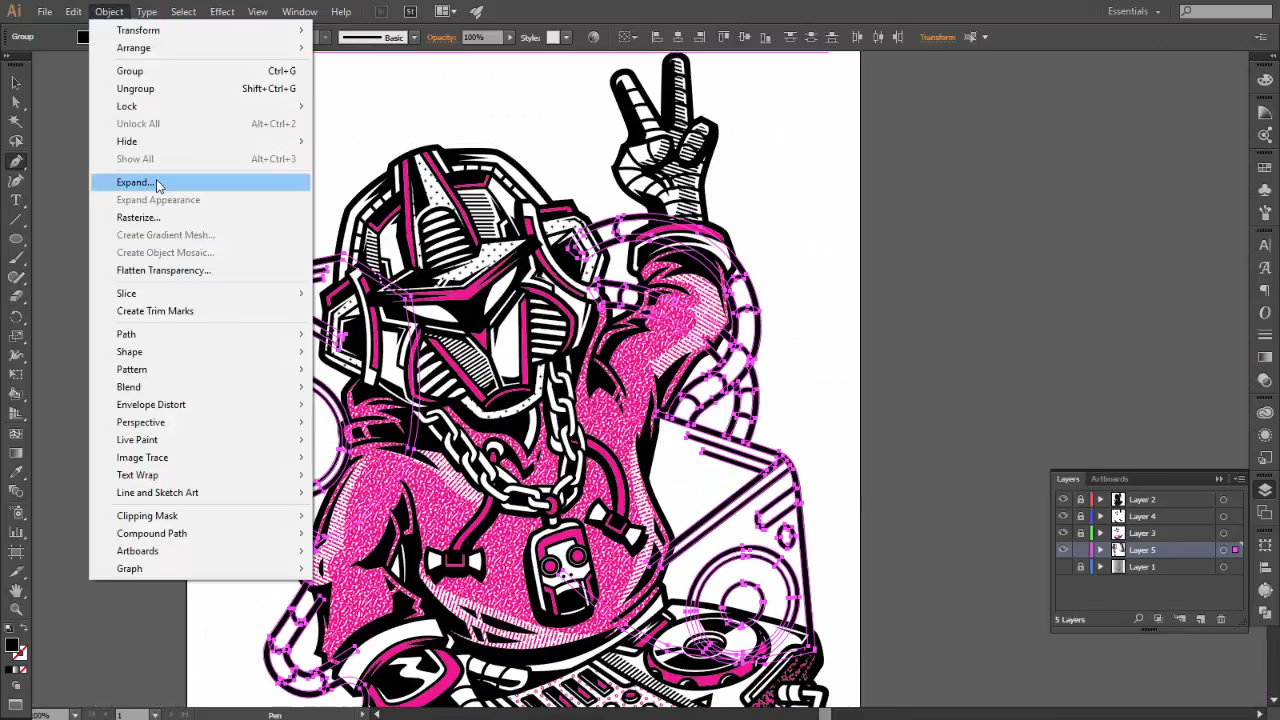 Ai File Edit Object Type Select Effect View Window Help Br St Essentials
Group Basic Opacity: 100% Style: Transform
Transform
Arrange
Group Ctrl+G
Ungroup Shift+Ctrl+G
Lock
Unlock All Alt+Ctrl+2
Hide
Show All Alt+Ctrl+3
Expand...
Expand Appearance
Rasterize...
Create Gradient Mesh...
Create Object Mosaic...
Flatten Transparency...
Slice
Create Trim Marks
Path
Shape
Pattern
Blend
Envelope Distort
Perspective
Live Paint
Image Trace
Text Wrap
Line and Sketch Art
Clipping Mask
Compound Path
Artboards
Graph
Layers Artboards
Layer 2
Layer 4
Layer 3
Layer 5
Layer 1
5 Layers
1 Pen